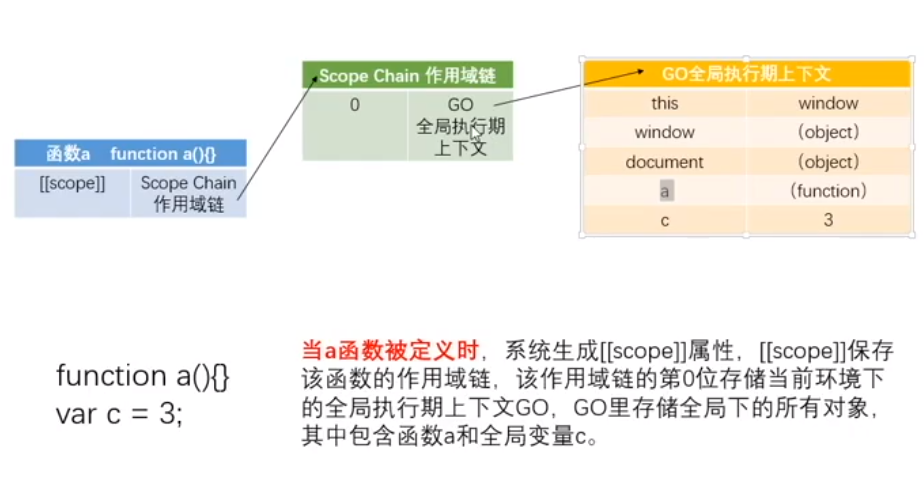 Scope Chain 作用域链
0 GO
全局执行期
上下文
GO全局执行期上下文
this window
window (object)
document (object)
a (function)
c 3
函数a function a(){}
[[scope]] Scope Chain
作用域链
function a(){}
var c = 3;
当a函数被定义时，系统生成[[scope]]属性，[[scope]]保存
该函数的作用域链，该作用域链的第0位存储当前环境下
的全局执行期上下文GO，GO里存储全局下的所有对象，
其中包含函数a和全局变量c。